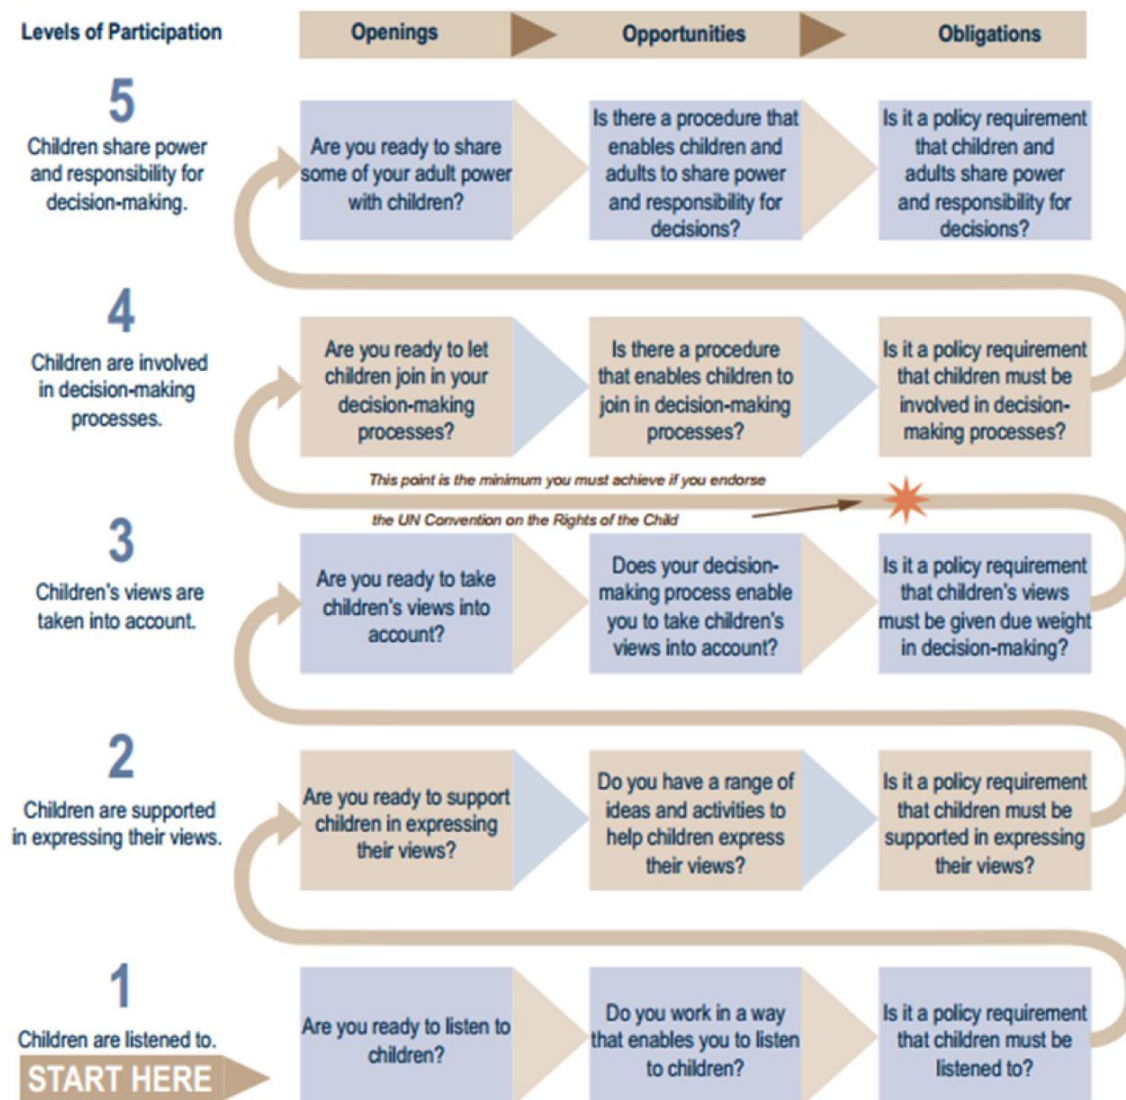 Levels of Participation
Openings
Opportunities
Obligations
5
Children share power
and responsibility for
decision-making.
Are you ready to share
some of your adult power
with children?
Is there a procedure that
enables children and
adults to share power
and responsibility for
decisions?
Is it a policy requirement
that children and
adults share power
and responsibility for
decisions?
4
Children are involved
in decision-making
processes.
Are you ready to let
children join in your
decision-making
processes?
Is there a procedure
that enables children to
join in decision-making
processes?
Is it a policy requirement
that children must be
involved in decision-
making processes?
This point is the minimum you must achieve if you endorse
the UN Convention on the Rights of the Child
3
Children's views are
taken into account.
Are you ready to take
children's views into
account?
Does your decision-
making process enable
you to take children's
views into account?
Is it a policy requirement
that children's views
must be given due weight
in decision-making?
2
Children are supported
in expressing their views.
Are you ready to support
children in expressing
their views?
Do you have a range of
ideas and activities to
help children express
their views?
Is it a policy requirement
that children must be
supported in expressing
their views?
1
Children are listened to.
START HERE
Are you ready to listen to
children?
Do you work in a way
that enables you to listen
to children?
Is it a policy requirement
that children must be
listened to?